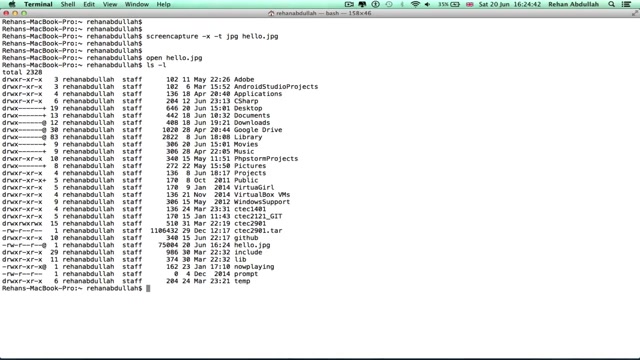 Terminal Shell Edit View Window Help 35% Sat 20 Jun 16:24:42 Rehan Abdullah
rehanabdullah — bash — 158×46
Rehans-MacBook-Pro:~ rehanabdullah$
Rehans-MacBook-Pro:~ rehanabdullah$
Rehans-MacBook-Pro:~ rehanabdullah$ screencapture -x -t jpg hello.jpg
Rehans-MacBook-Pro:~ rehanabdullah$
Rehans-MacBook-Pro:~ rehanabdullah$
Rehans-MacBook-Pro:~ rehanabdullah$ open hello.jpg
Rehans-MacBook-Pro:~ rehanabdullah$ ls -l
total 2328
drwxr-xr-x 3 rehanabdullah staff 102 11 May 22:26 Adobe
drwxr-xr-x 3 rehanabdullah staff 102 6 Mar 15:52 AndroidStudioProjects
drwxr-xr-x 4 rehanabdullah staff 136 18 Apr 20:40 Applications
drwxr-xr-x 6 rehanabdullah staff 204 12 Jun 23:13 CSharp
drwx------+ 19 rehanabdullah staff 646 20 Jun 15:01 Desktop
drwx------+ 13 rehanabdullah staff 442 18 Jun 22:17 Documents
drwx------@ 12 rehanabdullah staff 408 18 Jun 19:21 Downloads
drwx------@ 30 rehanabdullah staff 1020 28 Apr 20:44 Google Drive
drwx------@ 83 rehanabdullah staff 2822 8 Jun 18:18 Library
drwx------+ 9 rehanabdullah staff 306 20 Jun 15:01 Movies
drwx------+ 9 rehanabdullah staff 306 28 Apr 22:05 Music
drwxr-xr-x 10 rehanabdullah staff 340 15 May 11:51 PhpstormProjects
drwx------+ 8 rehanabdullah staff 272 22 May 15:50 Pictures
drwxr-xr-x 4 rehanabdullah staff 136 7 Jun 18:17 Projects
drwxr-xr-x+ 5 rehanabdullah staff 170 8 Oct 2011 Public
drwxr-xr-x 5 rehanabdullah staff 170 9 Jan 2014 VirtuaGirl
drwxr-xr-x 4 rehanabdullah staff 136 21 Nov 2014 VirtualBox VMs
drwxr-xr-x 9 rehanabdullah staff 306 15 May 2012 WindowsSupport
drwxr-xr-x 4 rehanabdullah staff 136 24 Mar 23:31 ctec1401
drwxr-xr-x 5 rehanabdullah staff 170 15 Jan 11:43 ctec2121_GIT
drwxrwxrwx 15 rehanabdullah staff 510 31 Mar 22:19 ctec2901
-rw-r--r-- 1 rehanabdullah staff 1106432 29 Dec 12:17 ctec2901.tar
drwxr-xr-x 10 rehanabdullah staff 340 15 Jun 22:17 github
-rw-r--r--@ 1 rehanabdullah staff 75004 20 Jun 16:24 hello.jpg
drwxr-xr-x 29 rehanabdullah staff 986 30 Mar 22:32 include
drwxr-xr-x 11 rehanabdullah staff 374 30 Mar 22:32 lib
-rwxr-xr-x@ 1 rehanabdullah staff 162 23 Jan 17:10 nowplaying
-rw-r--r-- 1 rehanabdullah staff 0 4 Dec 2014 prompt
drwxr-xr-x 6 rehanabdullah staff 204 24 Mar 23:21 temp
Rehans-MacBook-Pro:~ rehanabdullah$